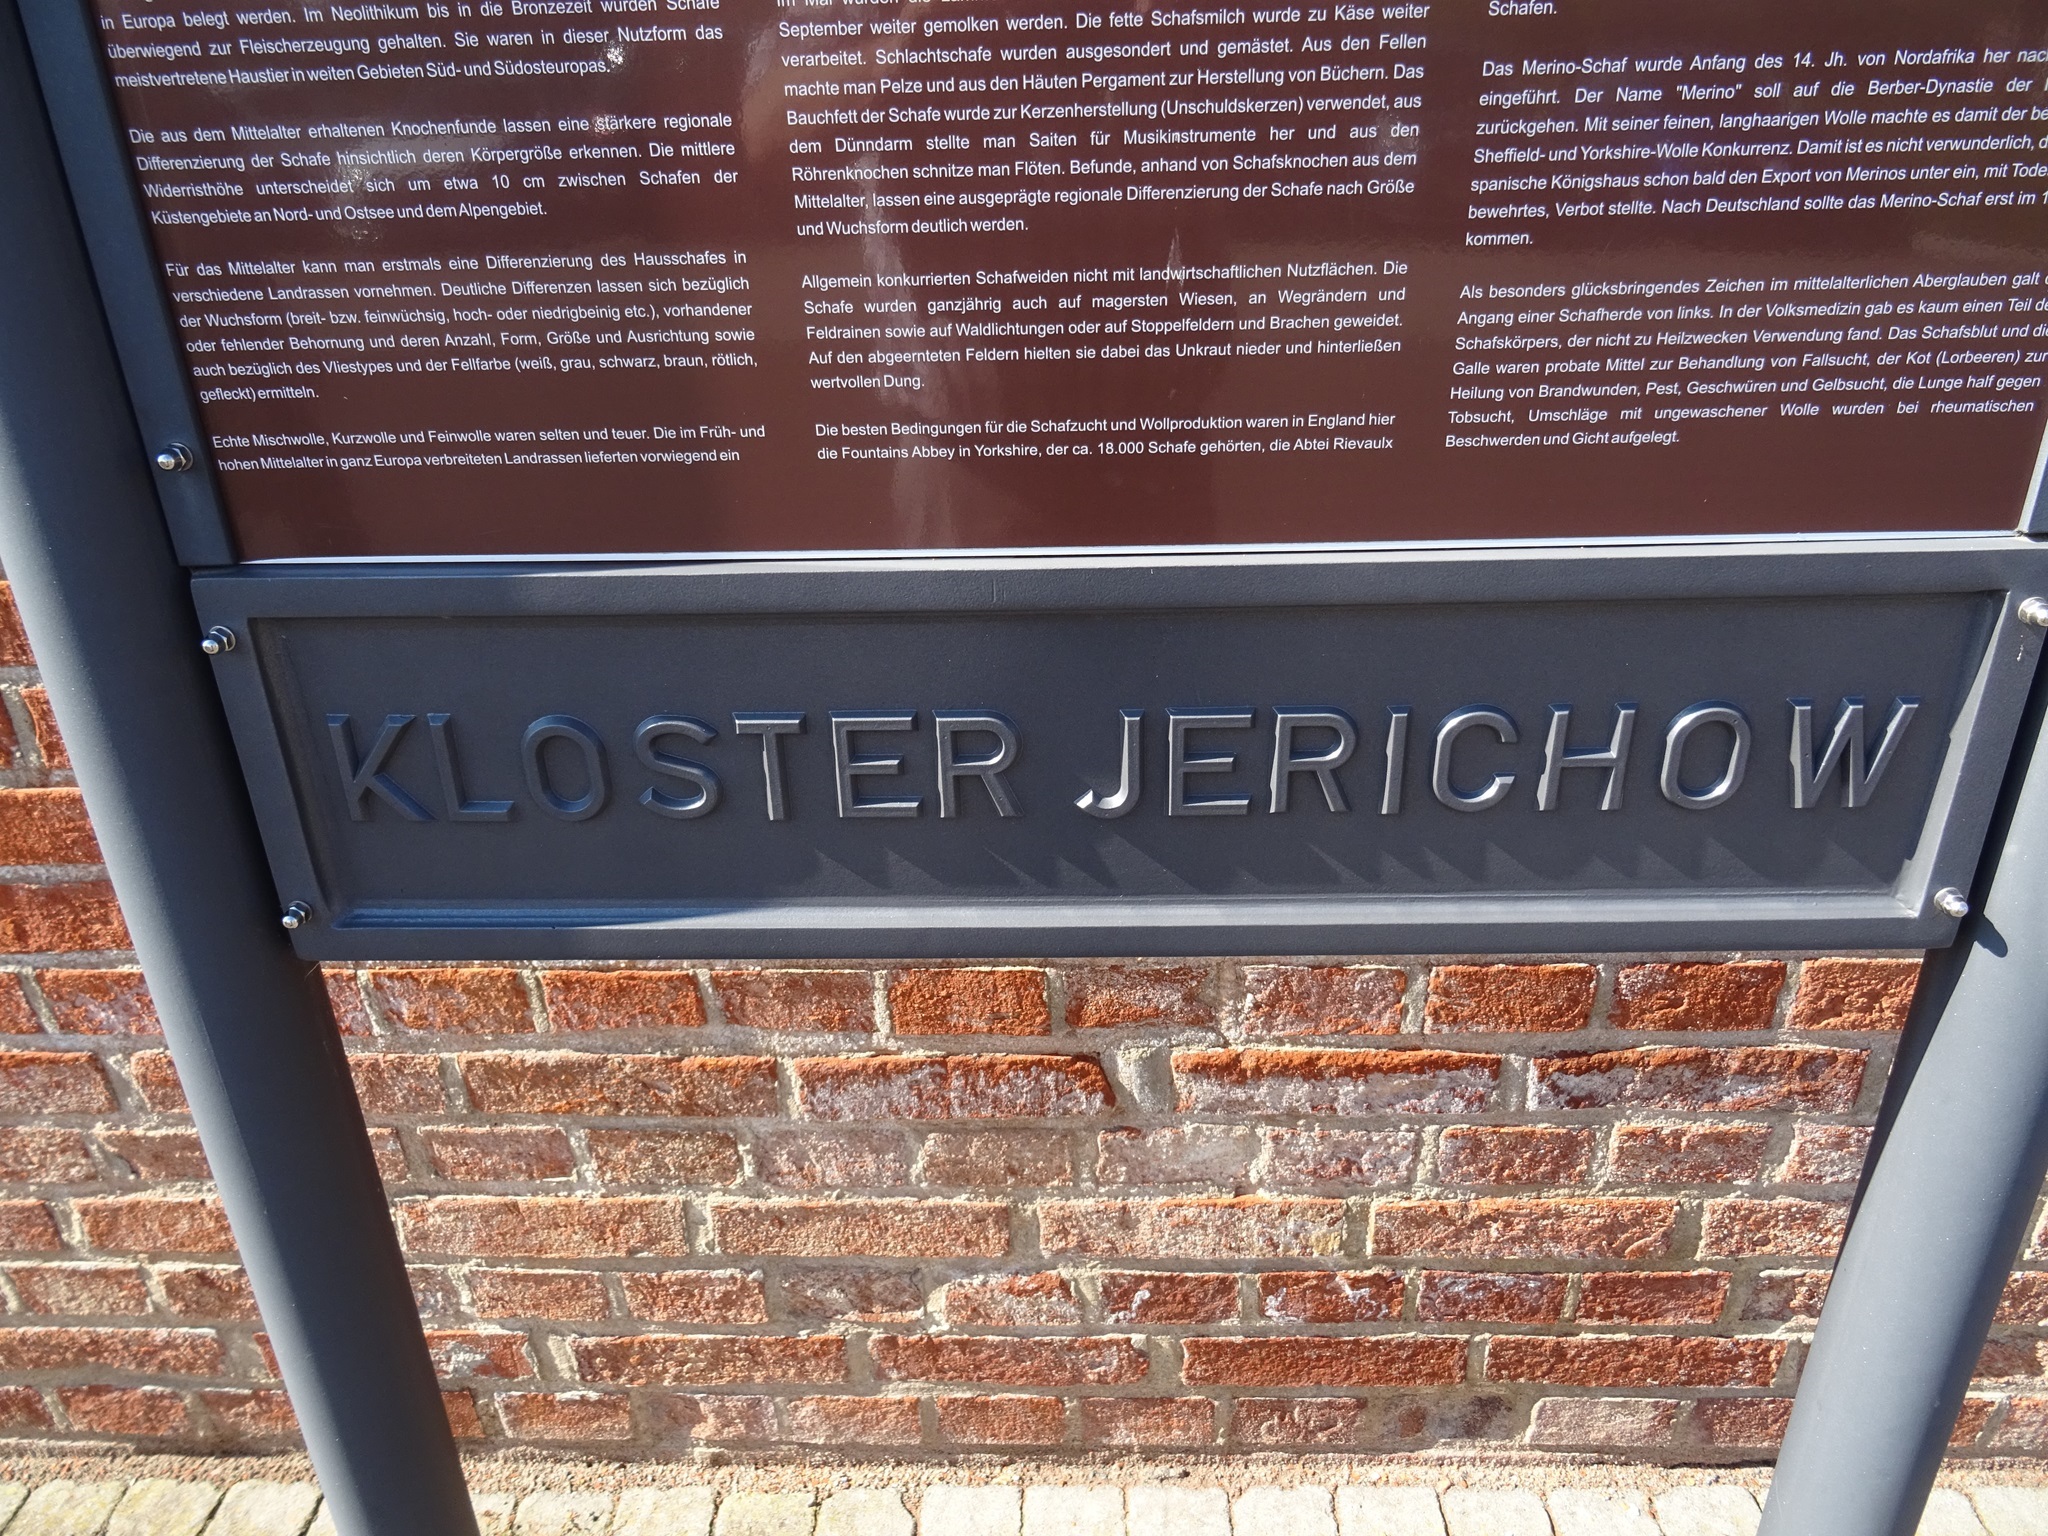 in Europa belegt werden. Im Neolithikum bis in die Bronzezeit wurden Schafe
überwiegend zur Fleischerzeugung gehalten. Sie waren in dieser Nutzform das
meistvertretene Haustier in weiten Gebieten Süd- und Südosteuropas.
Die aus dem Mittelalter erhaltenen Knochenfunde lassen eine stärkere regionale
Differenzierung der Schafe hinsichtlich deren Körpergröße erkennen. Die mittlere
Widerristhöhe unterscheidet sich um etwa 10 cm zwischen Schafen der
Küstengebiete an Nord- und Ostsee und dem Alpengebiet.
Für das Mittelalter kann man erstmals eine Differenzierung des Hausschafes in
verschiedene Landrassen vornehmen. Deutliche Differenzen lassen sich bezüglich
der Wuchsform (breit- bzw. feinwüchsig, hoch- oder niedrigbeinig etc.), vorhandener
oder fehlender Behornung und deren Anzahl, Form, Größe und Ausrichtung sowie
auch bezüglich des Vliestypes und der Fellfarbe (weiß, grau, schwarz, braun, rötlich,
gefleckt) ermitteln.
Echte Mischwolle, Kurzwolle und Feinwolle waren selten und teuer. Die im Früh- und
hohen Mittelalter in ganz Europa verbreiteten Landrassen lieferten vorwiegend ein
Im Mai wurden die
September weiter gemolken werden. Die fette Schafsmilch wurde zu Käse weiter
verarbeitet. Schlachtschafe wurden ausgesondert und gemästet. Aus den Fellen
machte man Pelze und aus den Häuten Pergament zur Herstellung von Büchern. Das
Bauchfett der Schafe wurde zur Kerzenherstellung (Unschuldskerzen) verwendet, aus
dem Dünndarm stellte man Saiten für Musikinstrumente her und aus den
Röhrenknochen schnitze man Flöten. Befunde, anhand von Schafsknochen aus dem
Mittelalter, lassen eine ausgeprägte regionale Differenzierung der Schafe nach Größe
und Wuchsform deutlich werden.
Allgemein konkurrierten Schafweiden nicht mit landwirtschaftlichen Nutzflächen. Die
Schafe wurden ganzjährig auch auf magersten Wiesen, an Wegrändern und
Feldrainen sowie auf Waldlichtungen oder auf Stoppelfeldern und Brachen geweidet.
Auf den abgeernteten Feldern hielten sie dabei das Unkraut nieder und hinterließen
wertvollen Dung.
Die besten Bedingungen für die Schafzucht und Wollproduktion waren in England hier
die Fountains Abbey in Yorkshire, der ca. 18.000 Schafe gehörten, die Abtei Rievaulx
Schafen.
Das Merino-Schaf wurde Anfang des 14. Jh. von Nordafrika her nach
eingeführt. Der Name "Merino" soll auf die Berber-Dynastie der
zurückgehen. Mit seiner feinen, langhaarigen Wolle machte es damit der be
Sheffield- und Yorkshire-Wolle Konkurrenz. Damit ist es nicht verwunderlich, d
spanische Königshaus schon bald den Export von Merinos unter ein, mit Todes
bewehrtes, Verbot stellte. Nach Deutschland sollte das Merino-Schaf erst im 1
kommen.
Als besonders glücksbringendes Zeichen im mittelalterlichen Aberglauben galt d
Angang einer Schafherde von links. In der Volksmedizin gab es kaum einen Teil de
Schafskörpers, der nicht zu Heilzwecken Verwendung fand. Das Schafsblut und die
Galle waren probate Mittel zur Behandlung von Fallsucht, der Kot (Lorbeeren) zur
Heilung von Brandwunden, Pest, Geschwüren und Gelbsucht, die Lunge half gegen
Tobsucht, Umschläge mit ungewaschener Wolle wurden bei rheumatischen
Beschwerden und Gicht aufgelegt.
KLOSTER JERICHOW